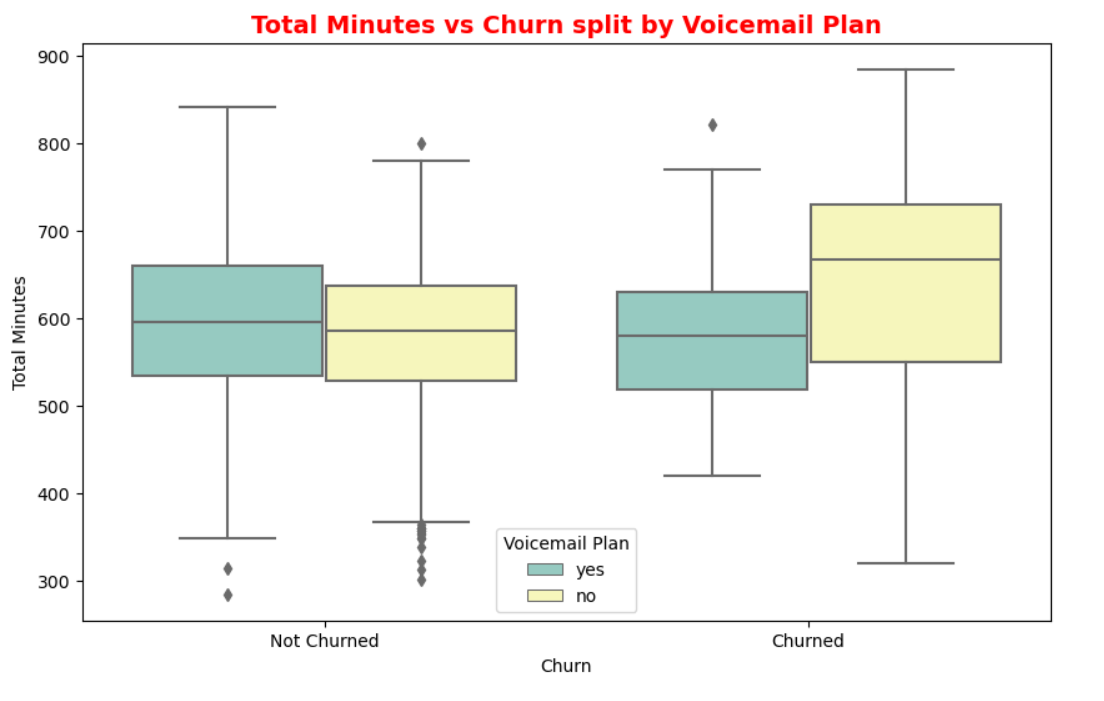 Total Minutes vs Churn split by Voicemail Plan
900
800
700
600
500
400
300
Total Minutes
Voicemail Plan
yes
no
Not Churned
Churned
Churn